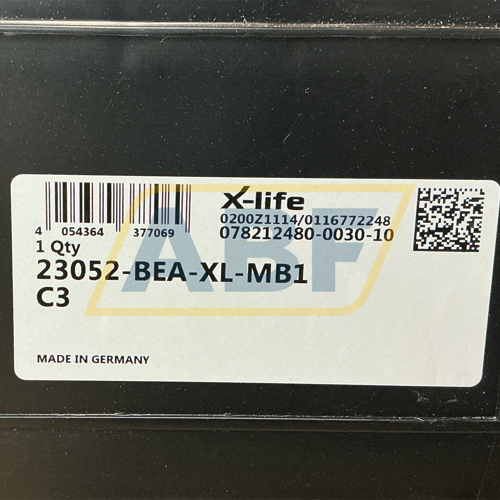 X-life
0200Z1114/0116772248
078212480-0030-10
4 054364 377069
1 Qty
23052-BEA-XL-MB1
C3
ABF
MADE IN GERMANY